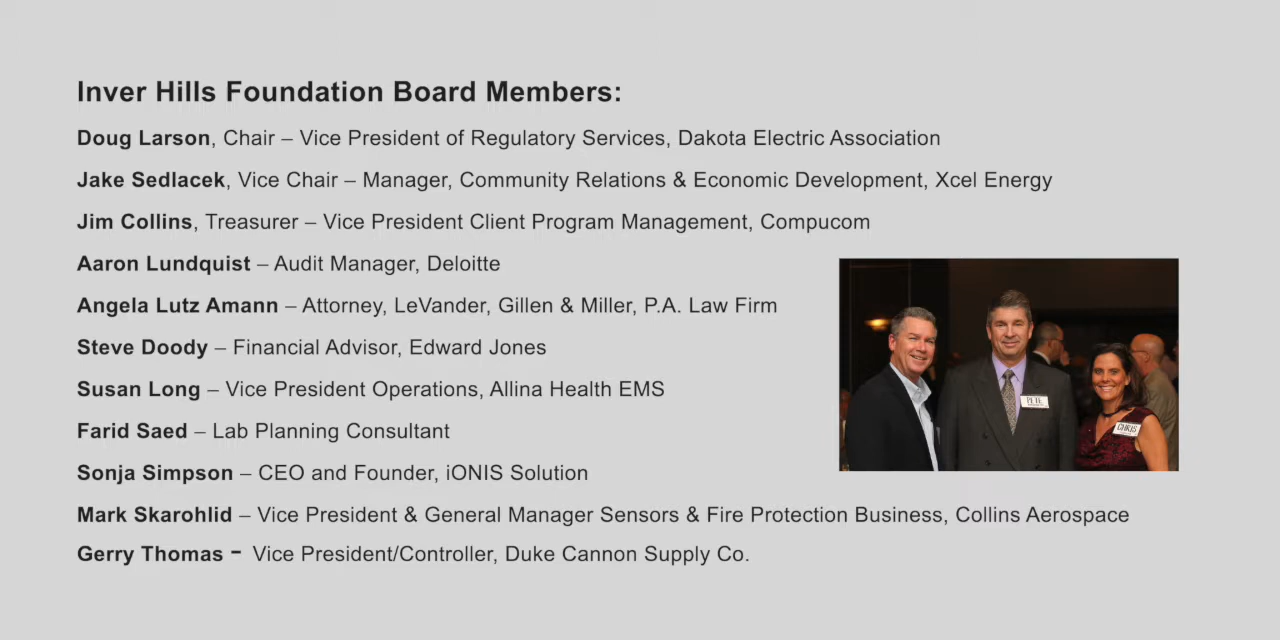 Inver Hills Foundation Board Members:
Doug Larson, Chair – Vice President of Regulatory Services, Dakota Electric Association
Jake Sedlacek, Vice Chair – Manager, Community Relations & Economic Development, Xcel Energy
Jim Collins, Treasurer – Vice President Client Program Management, Compucom
Aaron Lundquist – Audit Manager, Deloitte
Angela Lutz Amann – Attorney, LeVander, Gillen & Miller, P.A. Law Firm
Steve Doody – Financial Advisor, Edward Jones
Susan Long – Vice President Operations, Allina Health EMS
Farid Saed – Lab Planning Consultant
Sonja Simpson – CEO and Founder, iONIS Solution
Mark Skarohlid – Vice President & General Manager Sensors & Fire Protection Business, Collins Aerospace
Gerry Thomas – Vice President/Controller, Duke Cannon Supply Co.
PETE
CHRIS